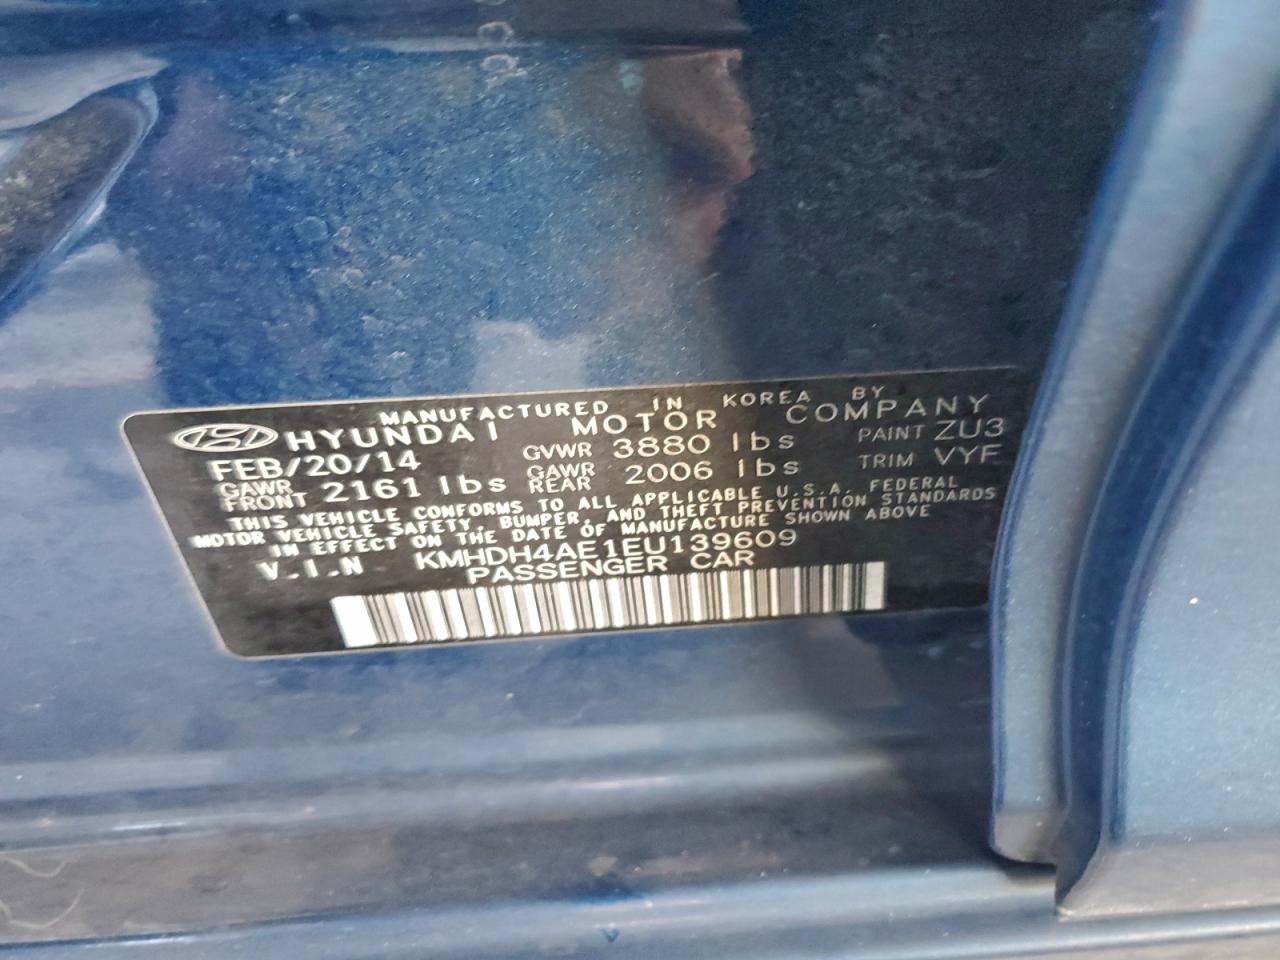 MANUFACTURED IN KOREA BY
HYUNDAI MOTOR COMPANY
FEB/20/14 GVWR 3880 lbs PAINT ZU3
GAWR FRONT 2161 lbs GAWR REAR 2006 lbs TRIM VYF
THIS VEHICLE CONFORMS TO ALL APPLICABLE U.S.A. FEDERAL
MOTOR VEHICLE SAFETY, BUMPER, AND THEFT PREVENTION STANDARDS
IN EFFECT ON THE DATE OF MANUFACTURE SHOWN ABOVE
V.I.N KMHDH4AE1EU139609
PASSENGER CAR